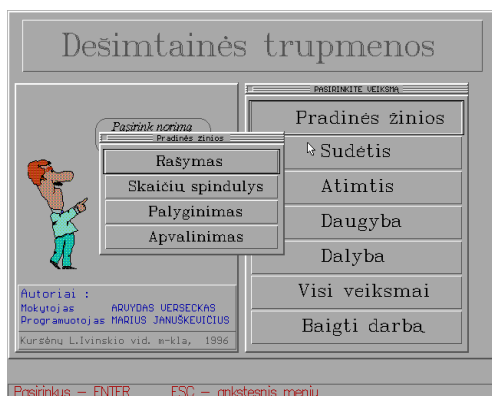 Dešimtainės trupmenos
PASIRINKITE VEIKSMĄ
Pradinės žinios
Sudėtis
Atimtis
Daugyba
Dalyba
Visi veiksmai
Baigti darbą
Pasirink norimą
Pradinės žinios
Rašymas
Skaičių spindulys
Palyginimas
Apvalinimas
Autoriai :
Mokytojas ARVYDAS VERSECKAS
Programuotojas MARIUS JANUŠKEVIČIUS
Kuršėnų L.Ivinskio vid. m-kla, 1996
Pasirinkus – ENTER ESC – ankstesnis meniu